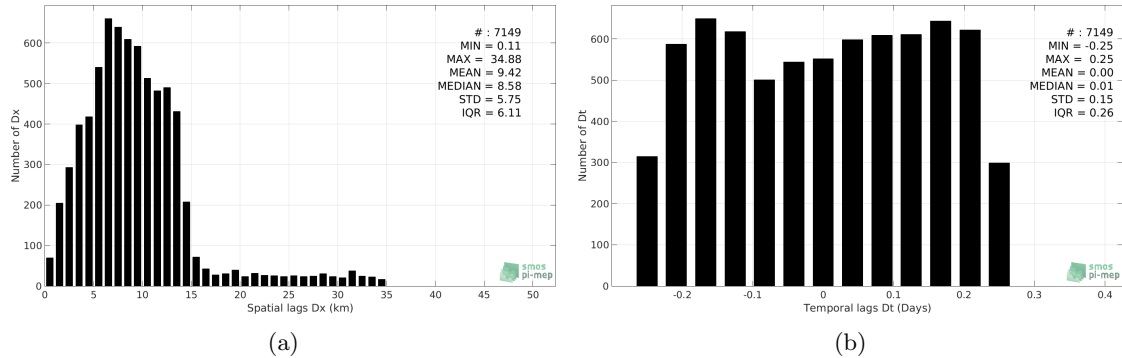 600
500
400
300
200
100
0
Number of Dx
0 5 10 15 20 25 30 35 40 45 50
Spatial lags Dx (km)
# : 7149
MIN = 0.11
MAX = 34.88
MEAN = 9.42
MEDIAN = 8.58
STD = 5.75
IQR = 6.11
smos
pi-mep
(a)
600
500
400
300
200
100
0
Number of Dt
-0.2 -0.1 0 0.1 0.2 0.3 0.4
Temporal lags Dt (Days)
# : 7149
MIN = -0.25
MAX = 0.25
MEAN = 0.00
MEDIAN = 0.01
STD = 0.15
IQR = 0.26
smos
pi-mep
(b)